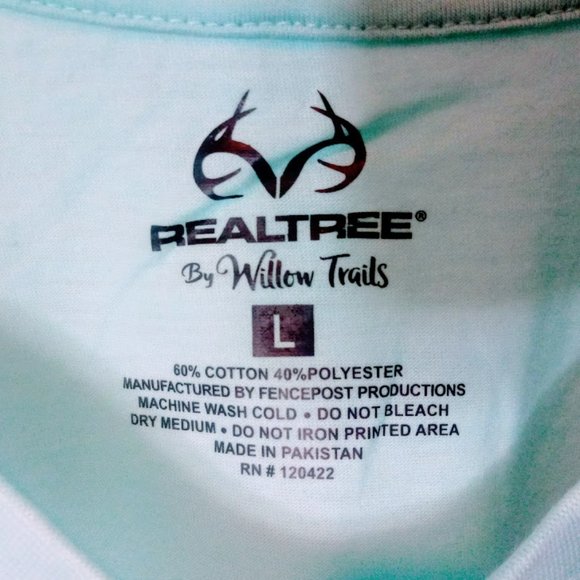 REALTREE®
By Willow Trails
L
60% COTTON 40%POLYESTER
MANUFACTURED BY FENCEPOST PRODUCTIONS
MACHINE WASH COLD • DO NOT BLEACH
DRY MEDIUM • DO NOT IRON PRINTED AREA
MADE IN PAKISTAN
RN # 120422